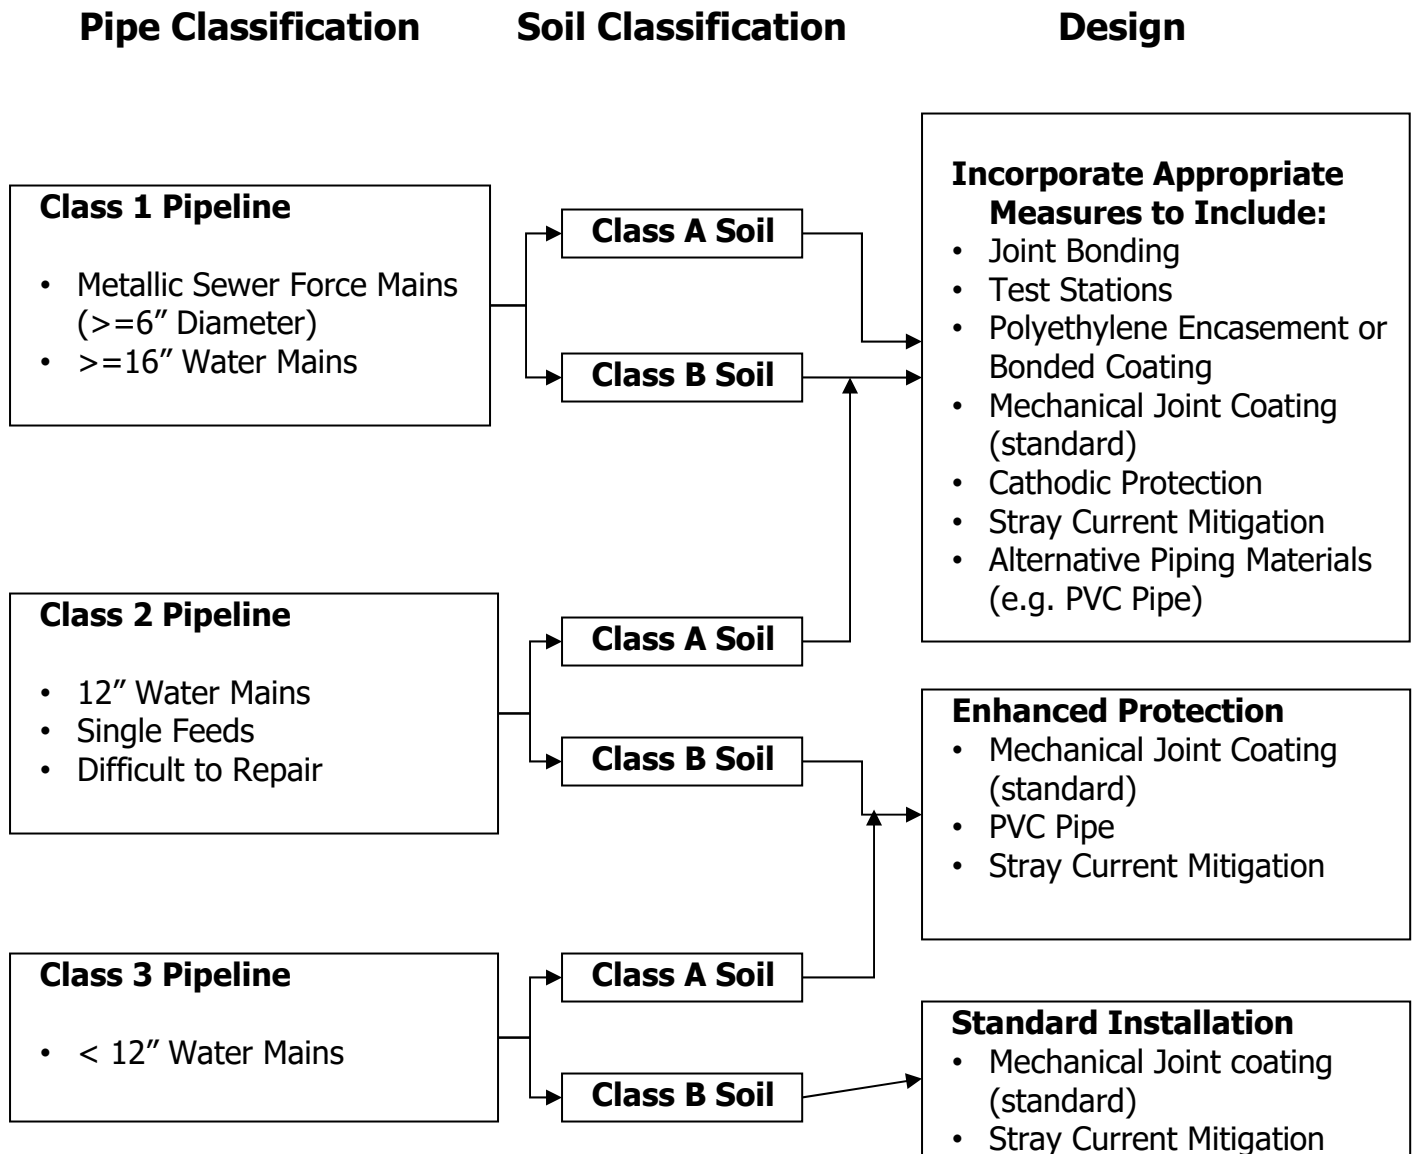 Pipe Classification
Soil Classification
Design
Class 1 Pipeline
• Metallic Sewer Force Mains
(>=6” Diameter)
• >=16” Water Mains
Class A Soil
Class B Soil
Incorporate Appropriate
Measures to Include:
• Joint Bonding
• Test Stations
• Polyethylene Encasement or
Bonded Coating
• Mechanical Joint Coating
(standard)
• Cathodic Protection
• Stray Current Mitigation
• Alternative Piping Materials
(e.g. PVC Pipe)
Class 2 Pipeline
• 12” Water Mains
• Single Feeds
• Difficult to Repair
Class A Soil
Class B Soil
Enhanced Protection
• Mechanical Joint Coating
(standard)
• PVC Pipe
• Stray Current Mitigation
Class 3 Pipeline
• < 12” Water Mains
Class A Soil
Class B Soil
Standard Installation
• Mechanical Joint coating
(standard)
• Stray Current Mitigation